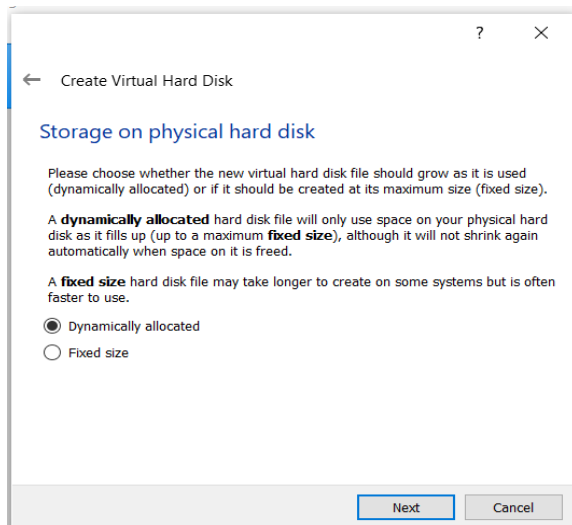 ?
Create Virtual Hard Disk
Storage on physical hard disk
Please choose whether the new virtual hard disk file should grow as it is used
(dynamically allocated) or if it should be created at its maximum size (fixed size).
A dynamically allocated hard disk file will only use space on your physical hard
disk as it fills up (up to a maximum fixed size), although it will not shrink again
automatically when space on it is freed.
A fixed size hard disk file may take longer to create on some systems but is often
faster to use.
Dynamically allocated
Fixed size
Next Cancel